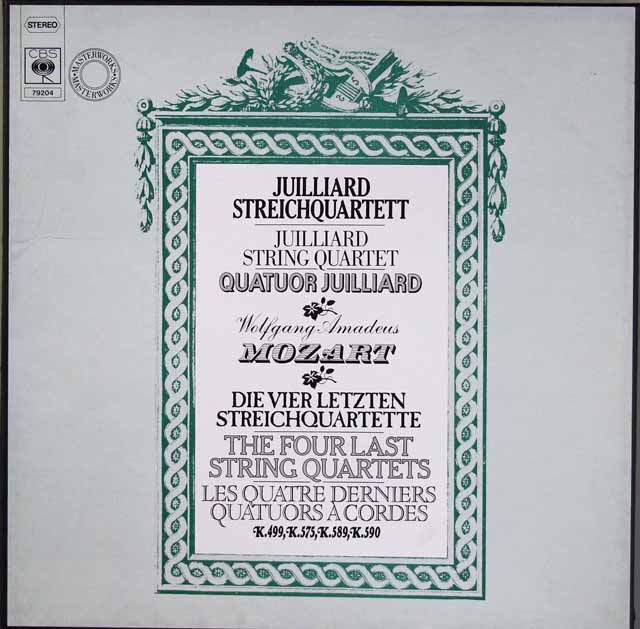 STEREO
CBS
79204
MASTERWORKS • MASTERWORKS •
JUILLIARD
STREICHQUARTETT
JUILLIARD
STRING QUARTET
QUATUOR JUILLIARD
Wolfgang Amadeus
MOZART
DIE VIER LETZTEN
STREICHQUARTETTE
THE FOUR LAST
STRING QUARTETS
LES QUATRE DERNIERS
QUATUORS À CORDES
K.499, K.575, K.589, K.590